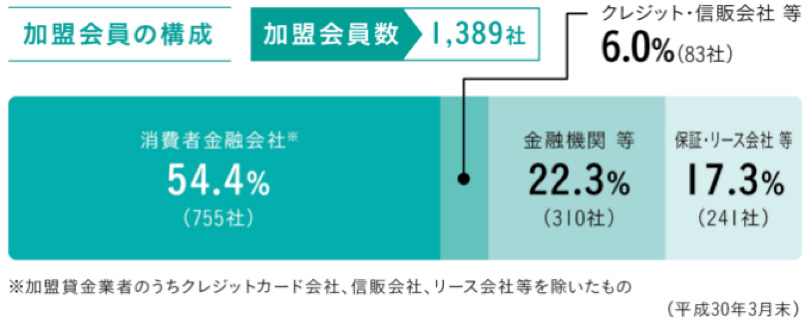 加盟会員の構成
加盟会員数 1,389社
クレジット・信販会社 等
6.0%(83社)
消費者金融会社※
54.4%
(755社)
金融機関 等
22.3%
(310社)
保証・リース会社 等
17.3%
(241社)
※加盟貸金業者のうちクレジットカード会社、信販会社、リース会社等を除いたもの
(平成30年3月末)